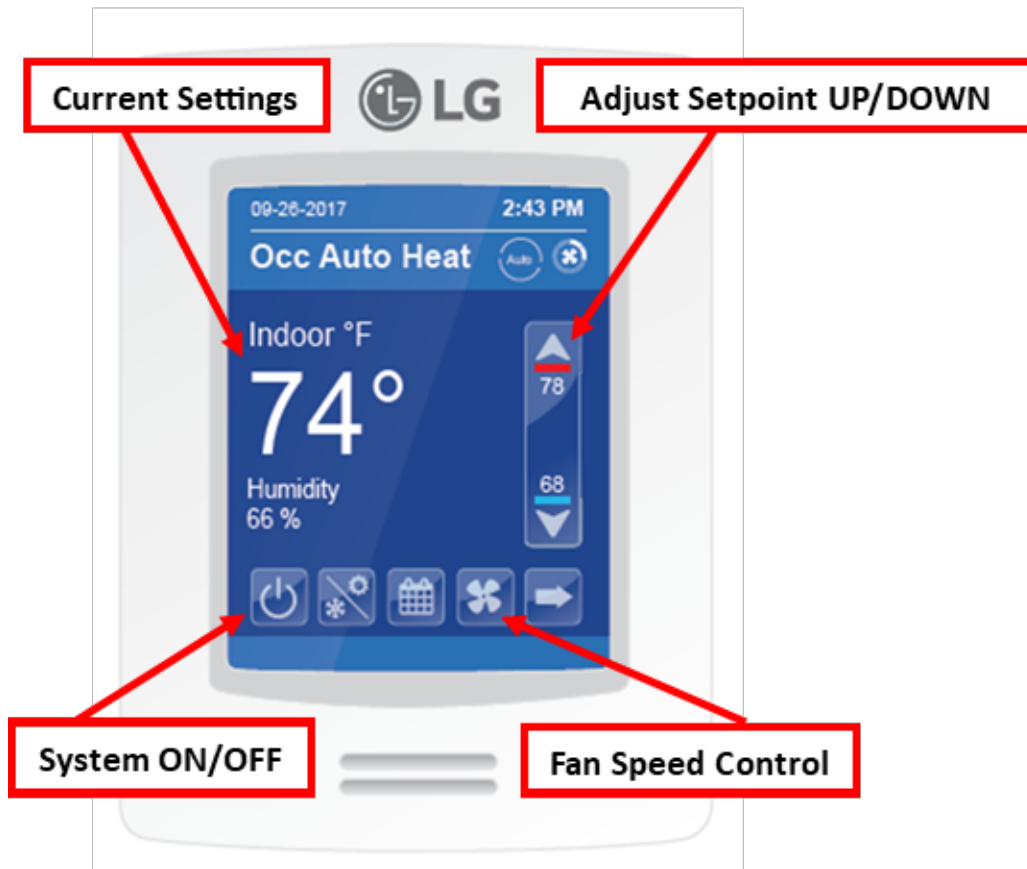 Current Settings
LG
Adjust Setpoint UP/DOWN
09-26-2017 2:43 PM
Occ Auto Heat Auto
Indoor °F
74°
78
Humidity
66 %
68
System ON/OFF
Fan Speed Control